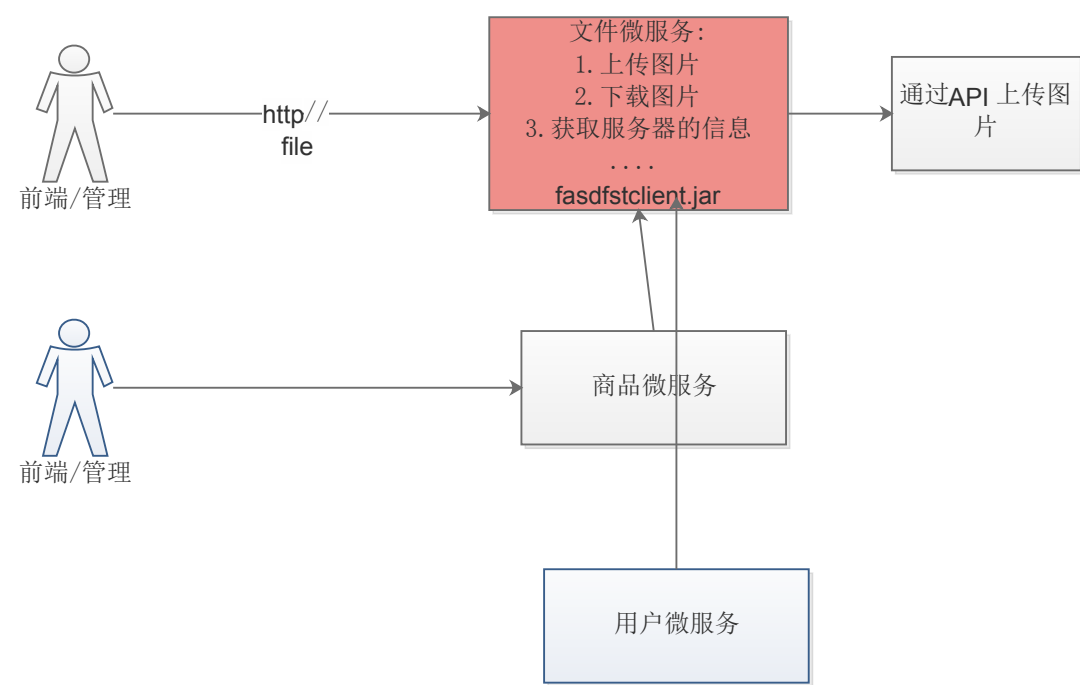 文件微服务:
1.上传图片
2.下载图片
3.获取服务器的信息
....
fasdfstclient.jar
http//
file
通过API 上传图
片
前端/管理
商品微服务
前端/管理
用户微服务